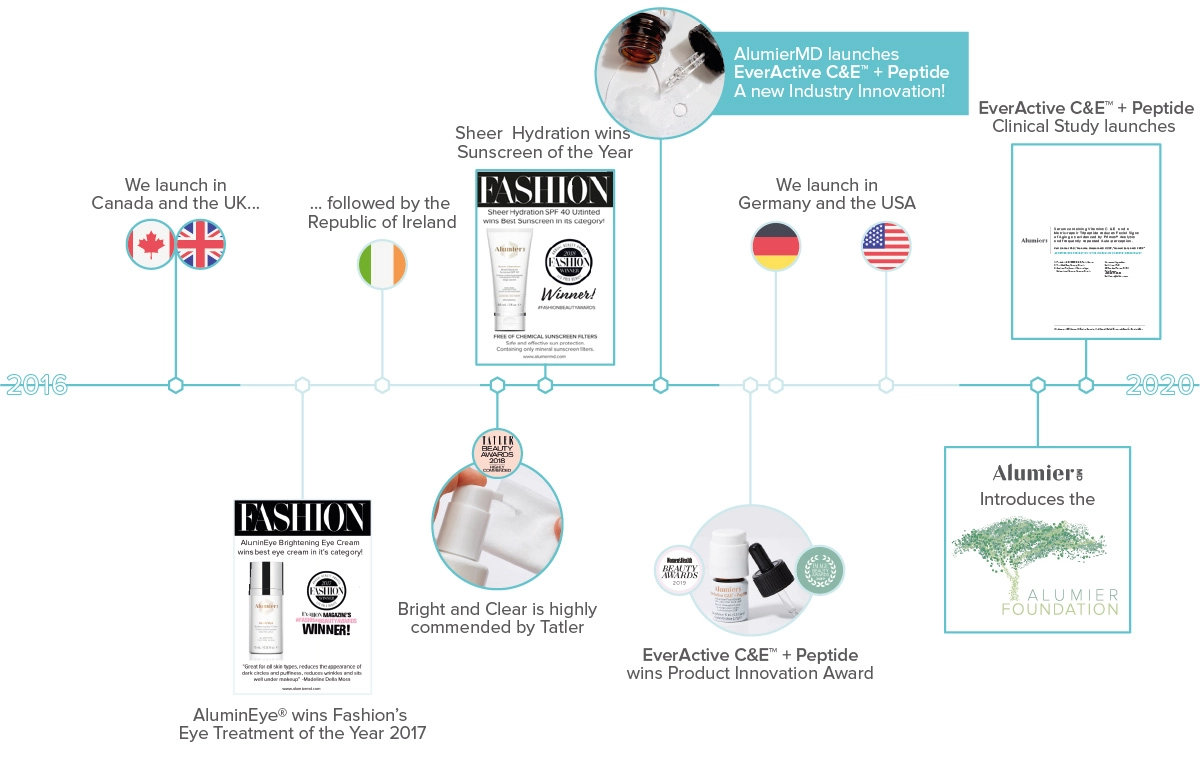 AlumierMD launches
EverActive C&E™ + Peptide
A new Industry Innovation!
EverActive C&E™ + Peptide
Clinical Study launches
Sheer Hydration wins
Sunscreen of the Year
We launch in
Canada and the UK...
... followed by the
Republic of Ireland
We launch in
Germany and the USA
FASHION
Sheer Hydration SPF 40 Untinted
wins Best Sunscreen in its category!
Alumier
2018
FASHION
WINNER
Winner!
#FASHIONBEAUTYAWARDS
FREE OF CHEMICAL SUNSCREEN FILTERS
Safe and effective sun protection.
Containing only mineral sunscreen filters.
www.alumiermd.com
Alumier
2016
2020
TATLER
BEAUTY
AWARDS
2018
HIGHLY
COMMENDED
Bright and Clear is highly
commended by Tatler
FASHION
AluminEye Brightening Eye Cream
wins best eye cream in it's category!
Alumier
2017
FASHION
WINNER
MAGAZINE'S
#FASHIONBEAUTYAWARDS
WINNER!
"Great for all skin types, reduces the appearance of
dark circles and puffiness, reduces wrinkles and sits
well under makeup" -Madeline Della Mora
www.alumiermd.com
AluminEye® wins Fashion's
Eye Treatment of the Year 2017
Women'sHealth
BEAUTY
AWARDS
2019
Alumier
EverActive C&E™ + Peptide
wins Product Innovation Award
Alumier MD
Introduces the
ALUMIER
FOUNDATION